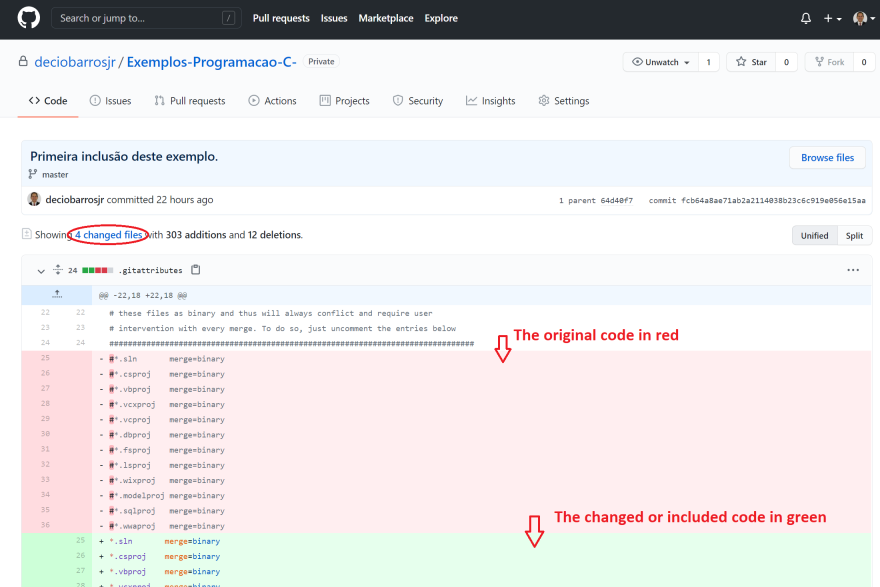 Search or jump to... /
Pull requests Issues Marketplace Explore
deciobarrosjr / Exemplos-Programacao-C- Private
Unwatch 1 Star 0 Fork 0
Code Issues Pull requests Actions Projects Security Insights Settings
Primeira inclusão deste exemplo.
Browse files
master
deciobarrosjr committed 22 hours ago
1 parent 64d40f7 commit fcb64a8ae71ab2a2114038b23c6c919e056e15aa
Showing 4 changed files with 303 additions and 12 deletions.
Unified Split
24 .gitattributes ...
@@ -22,18 +22,18 @@
22 22 # these files as binary and thus will always conflict and require user
23 23 # intervention with every merge. To do so, just uncomment the entries below
24 24 ###############################################################################
The original code in red
25 - #*.sln merge=binary
26 - #*.csproj merge=binary
27 - #*.vbproj merge=binary
28 - #*.vcxproj merge=binary
29 - #*.vcproj merge=binary
30 - #*.dbproj merge=binary
31 - #*.fsproj merge=binary
32 - #*.lsproj merge=binary
33 - #*.wixproj merge=binary
34 - #*.modelproj merge=binary
35 - #*.sqlproj merge=binary
36 - #*.wwaproj merge=binary
The changed or included code in green
25 + *.sln merge=binary
26 + *.csproj merge=binary
27 + *.vbproj merge=binary
28 + *.vcxproj merge=binary